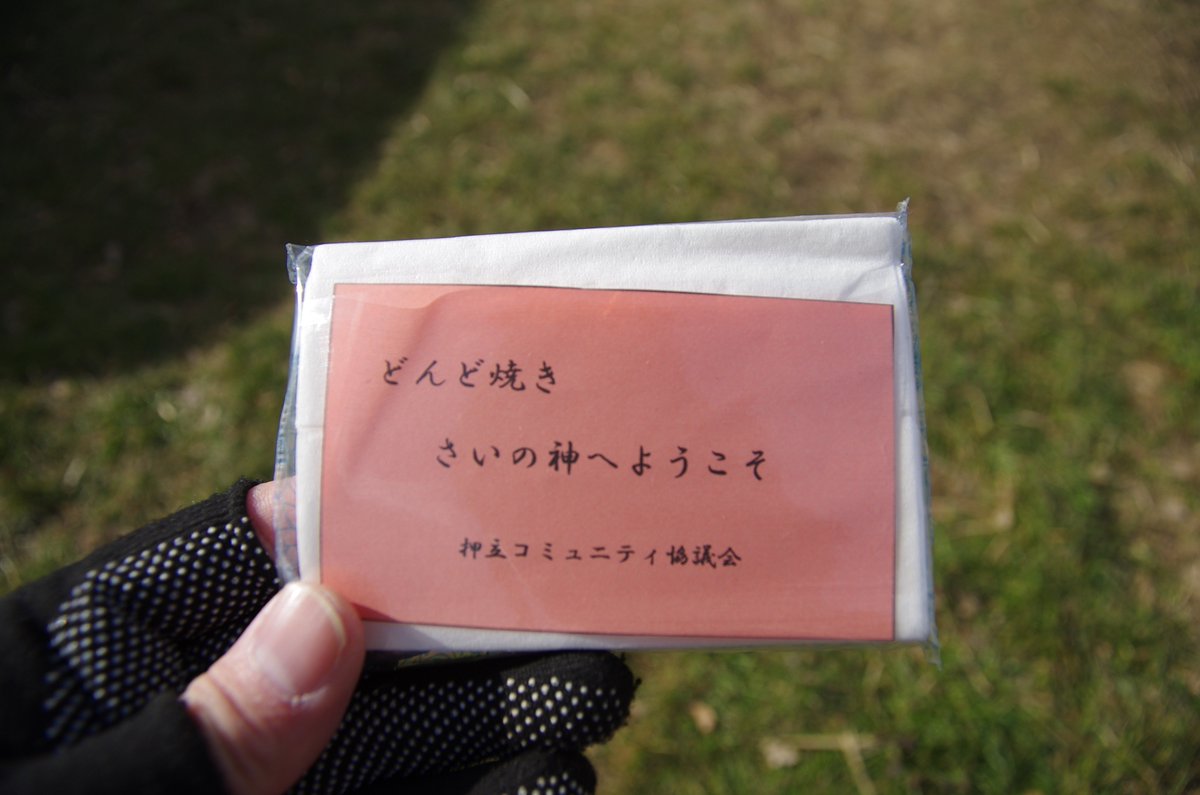 どんど焼き
さいの神へようこそ
押立コミュニティ協議会